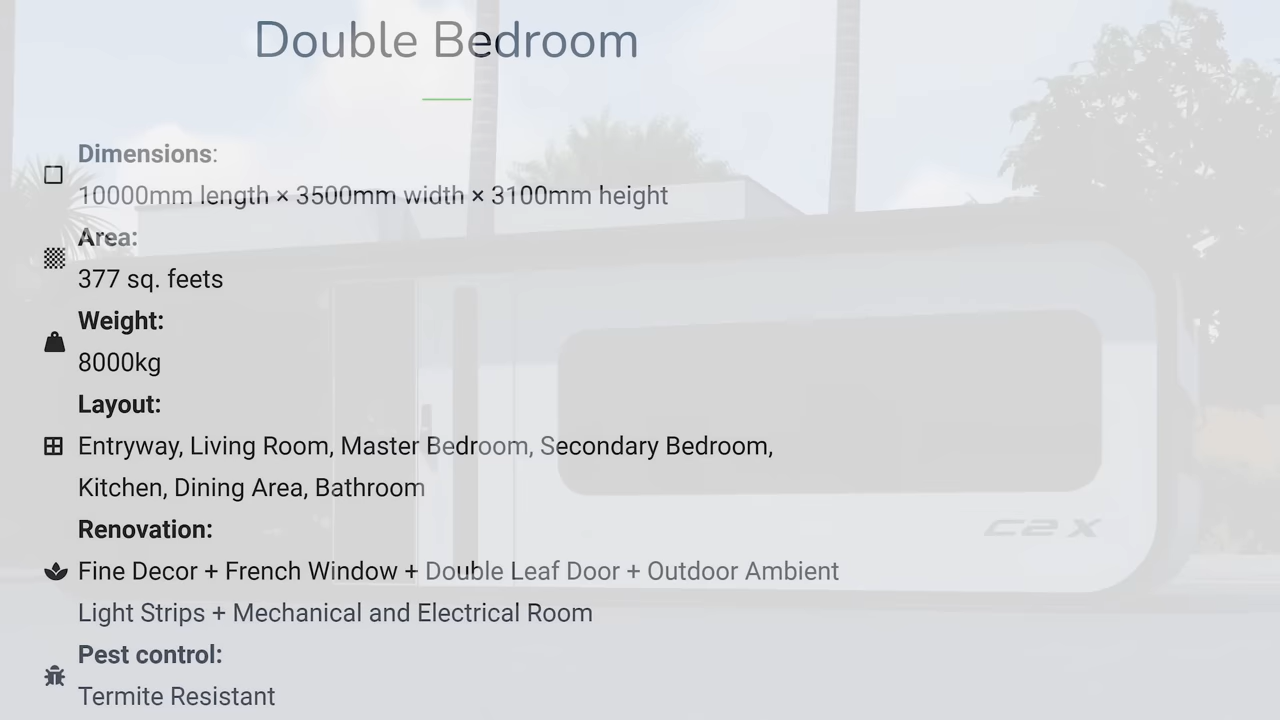 Double Bedroom
Dimensions:
10000mm length × 3500mm width × 3100mm height
Area:
377 sq. feets
Weight:
8000kg
Layout:
Entryway, Living Room, Master Bedroom, Secondary Bedroom,
Kitchen, Dining Area, Bathroom
C2 X
Renovation:
Fine Decor + French Window + Double Leaf Door + Outdoor Ambient
Light Strips + Mechanical and Electrical Room
Pest control:
Termite Resistant